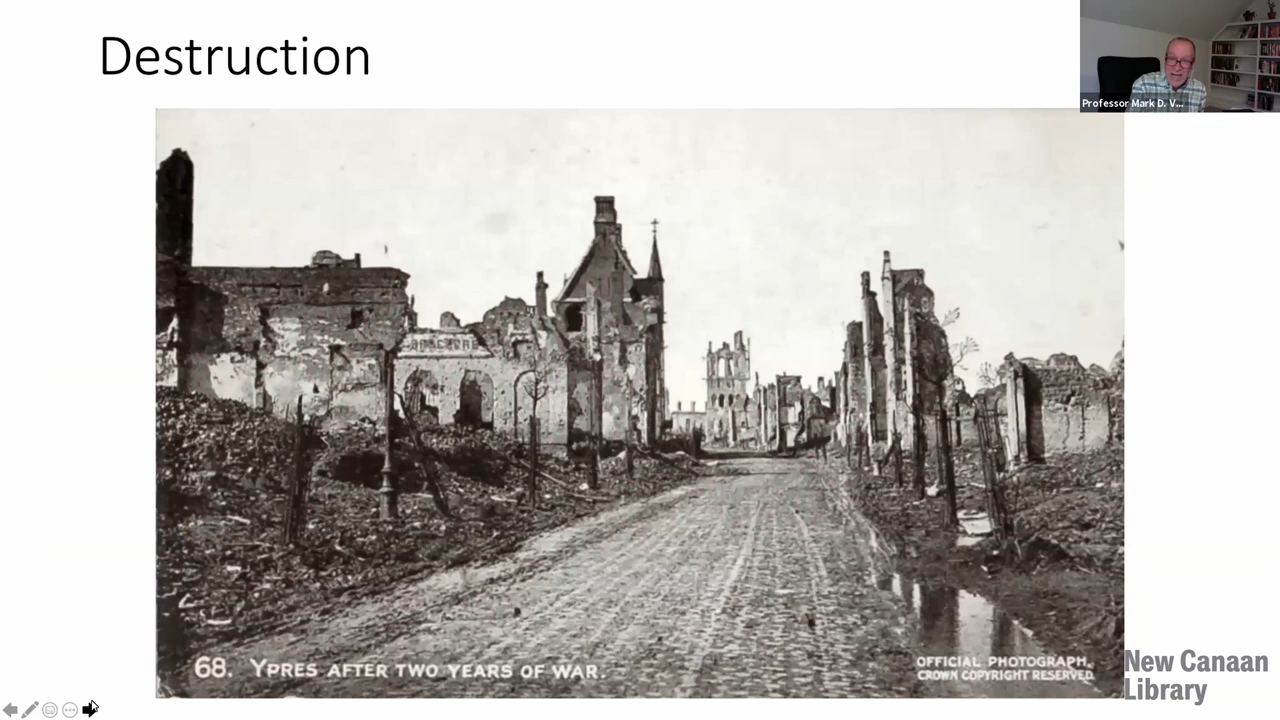 Destruction
Professor Mark D. V...
68. YPRES AFTER TWO YEARS OF WAR.
OFFICIAL PHOTOGRAPH.
CROWN COPYRIGHT RESERVED.
New Canaan
Library